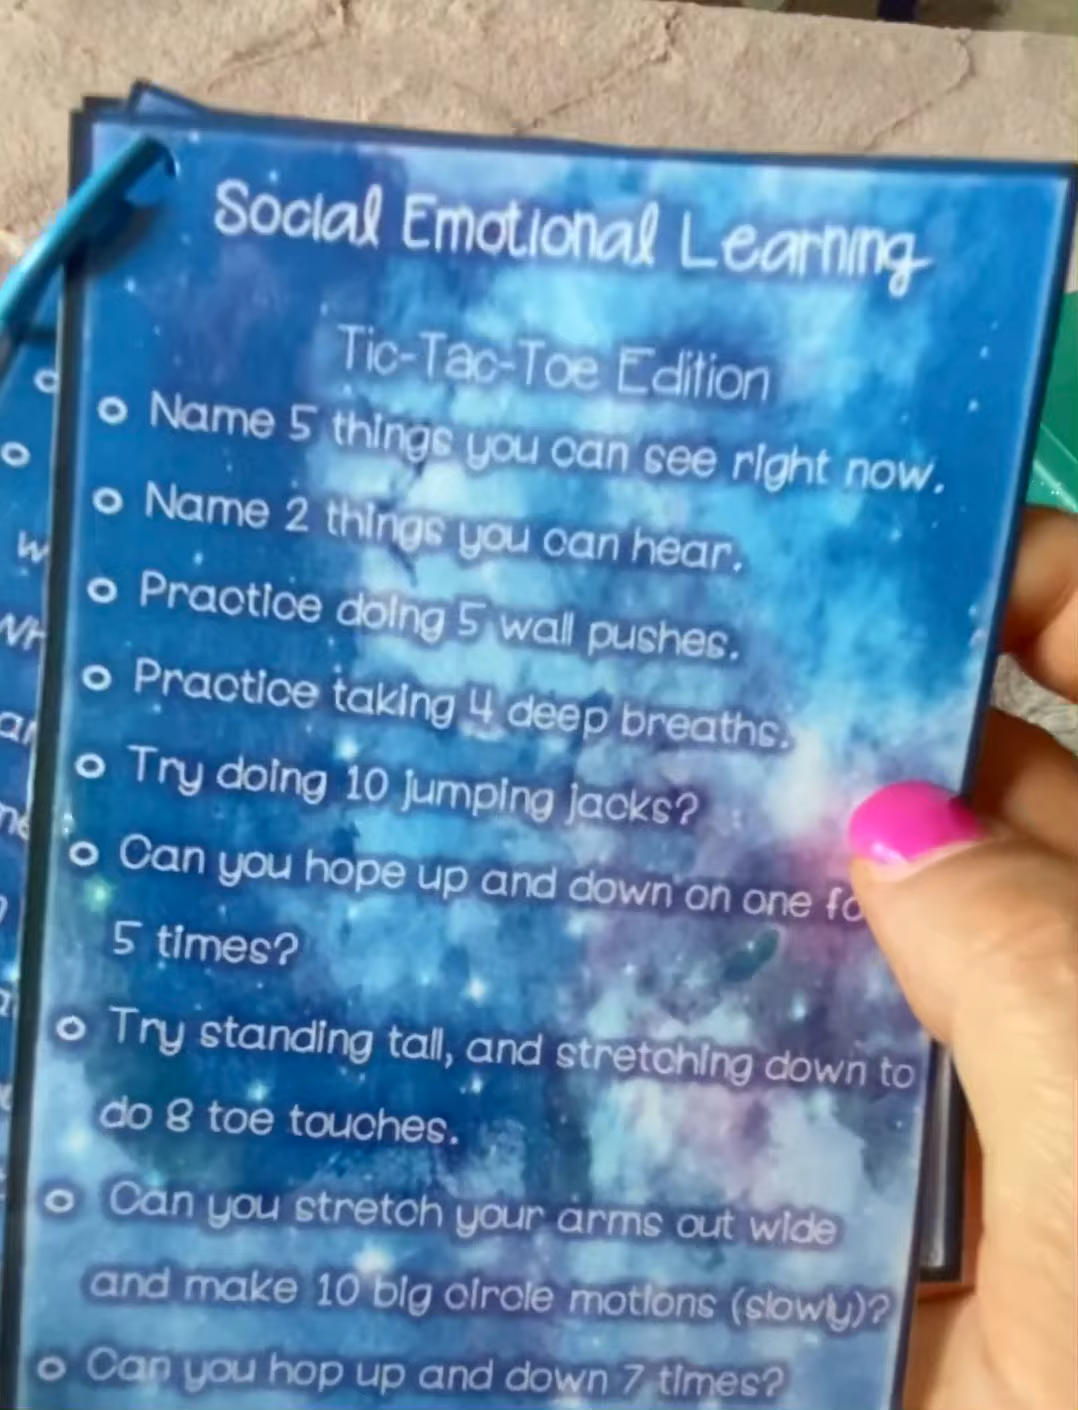 Social Emotional Learning
Tic-Tac-Toe Edition
o Name 5 things you can see right now.
o Name 2 things you can hear.
o Practice doing 5 wall pushes.
o Practice taking 4 deep breaths.
o Try doing 10 jumping jacks?
o Can you hope up and down on one
5 times?
o Try standing tall, and stretching down to
do 8 toe touches.
o Can you stretch your arms out wide
and make 10 big circle motions (slowly)?
o Can you hop up and down 7 times?